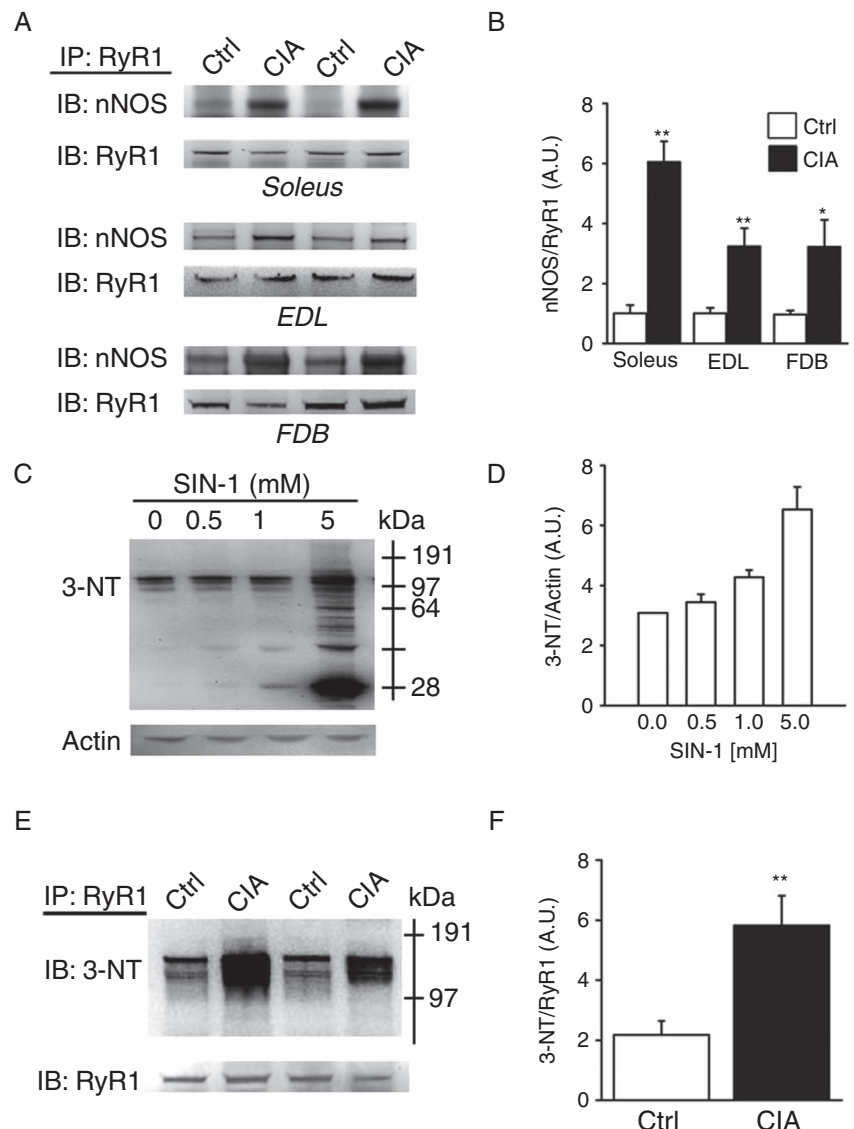 A
IP: RyR1 Ctrl CIA Ctrl CIA
IB: nNOS
IB: RyR1
Soleus
IB: nNOS
IB: RyR1
EDL
IB: nNOS
IB: RyR1
FDB
B
nNOS/RyR1 (A.U.)
8
6
4
2
0
** ** *
Ctrl
CIA
Soleus EDL FDB
C
SIN-1 (mM)
0 0.5 1 5 kDa
3-NT
191
97
64
28
Actin
D
3-NT/Actin (A.U.)
8
6
4
2
0
0.0 0.5 1.0 5.0
SIN-1 [mM]
E
IP: RyR1 Ctrl CIA Ctrl CIA kDa
191
IB: 3-NT
97
IB: RyR1
F
3-NT/RyR1 (A.U.)
8
6
4
2
0
**
Ctrl CIA